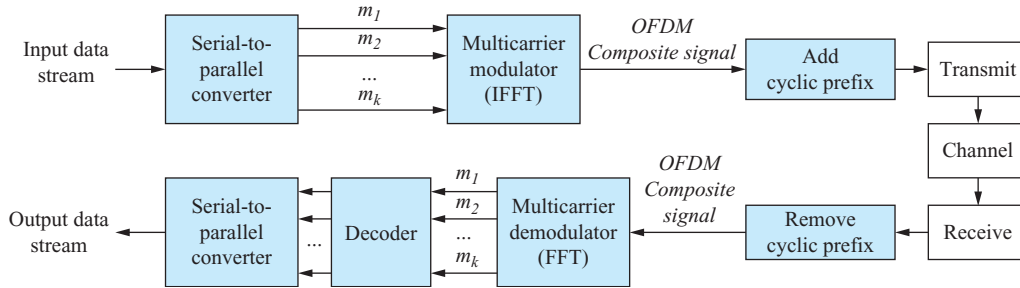 Input data
stream
Serial-to-
parallel
converter
m1
m2
...
mk
Multicarrier
modulator
(IFFT)
OFDM
Composite signal
Add
cyclic prefix
Transmit
Channel
Receive
Remove
cyclic prefix
OFDM
Composite
signal
Multicarrier
demodulator
(FFT)
m1
m2
...
mk
Decoder
...
Serial-to-
parallel
converter
Output data
stream